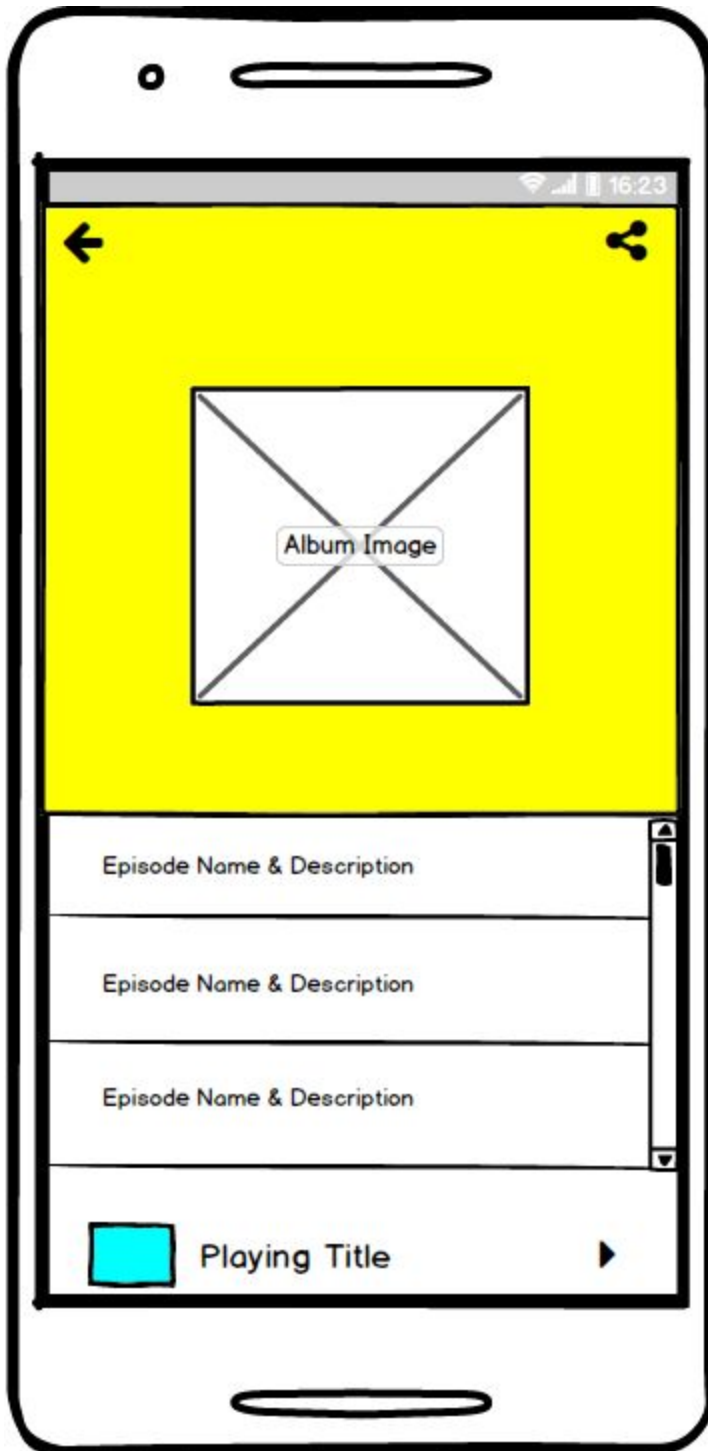 16:23
Album Image
Episode Name & Description
Episode Name & Description
Episode Name & Description
Playing Title